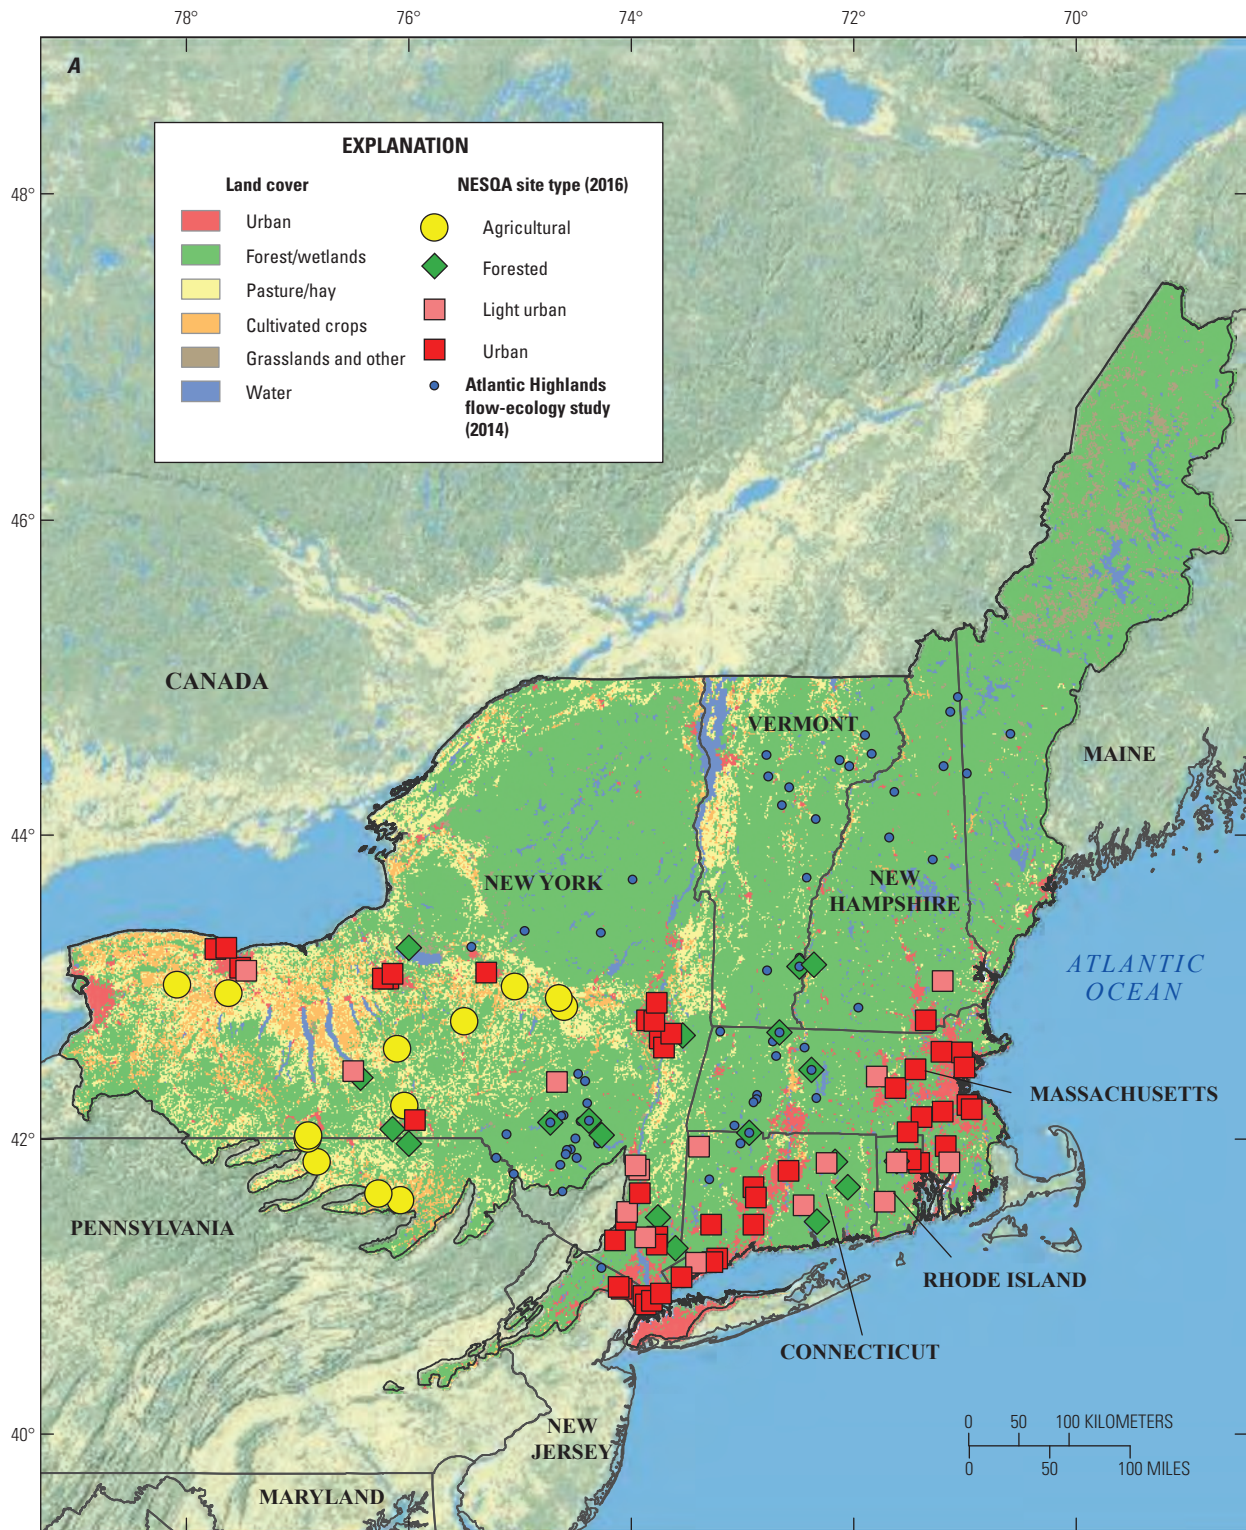 78° 76° 74° 72° 70°
A
EXPLANATION
Land cover
Urban
Forest/wetlands
Pasture/hay
Cultivated crops
Grasslands and other
Water
NESQA site type (2016)
Agricultural
Forested
Light urban
Urban
Atlantic Highlands
flow-ecology study
(2014)
48°
46°
44°
42°
40°
CANADA
VERMONT
MAINE
NEW YORK
NEW
HAMPSHIRE
ATLANTIC
OCEAN
MASSACHUSETTS
PENNSYLVANIA
RHODE ISLAND
CONNECTICUT
NEW
JERSEY
MARYLAND
0 50 100 KILOMETERS
0 50 100 MILES